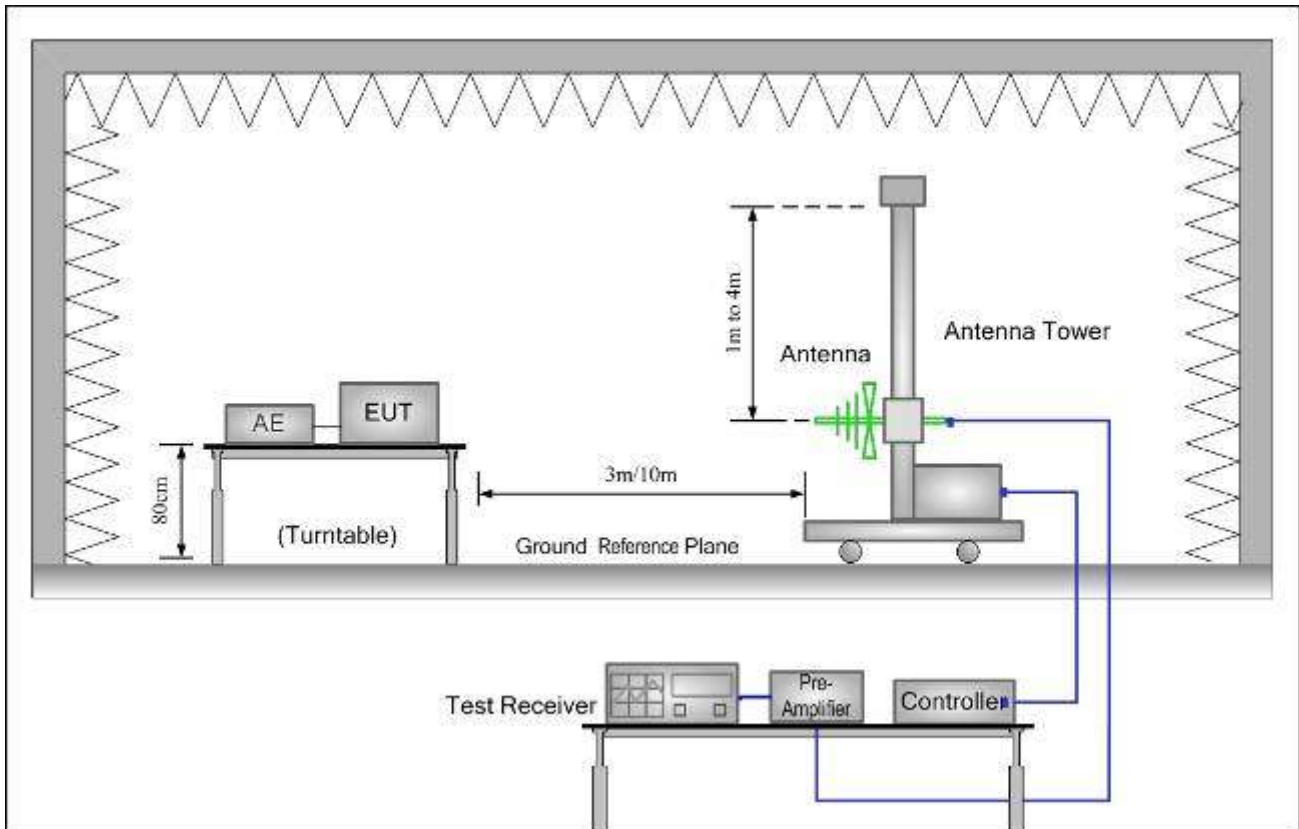 1m to 4m
Antenna
Antenna Tower
AE
EUT
80cm
3m/10m
(Turntable)
Ground Reference Plane
Test Receiver
Pre-
Amplifier
Controller